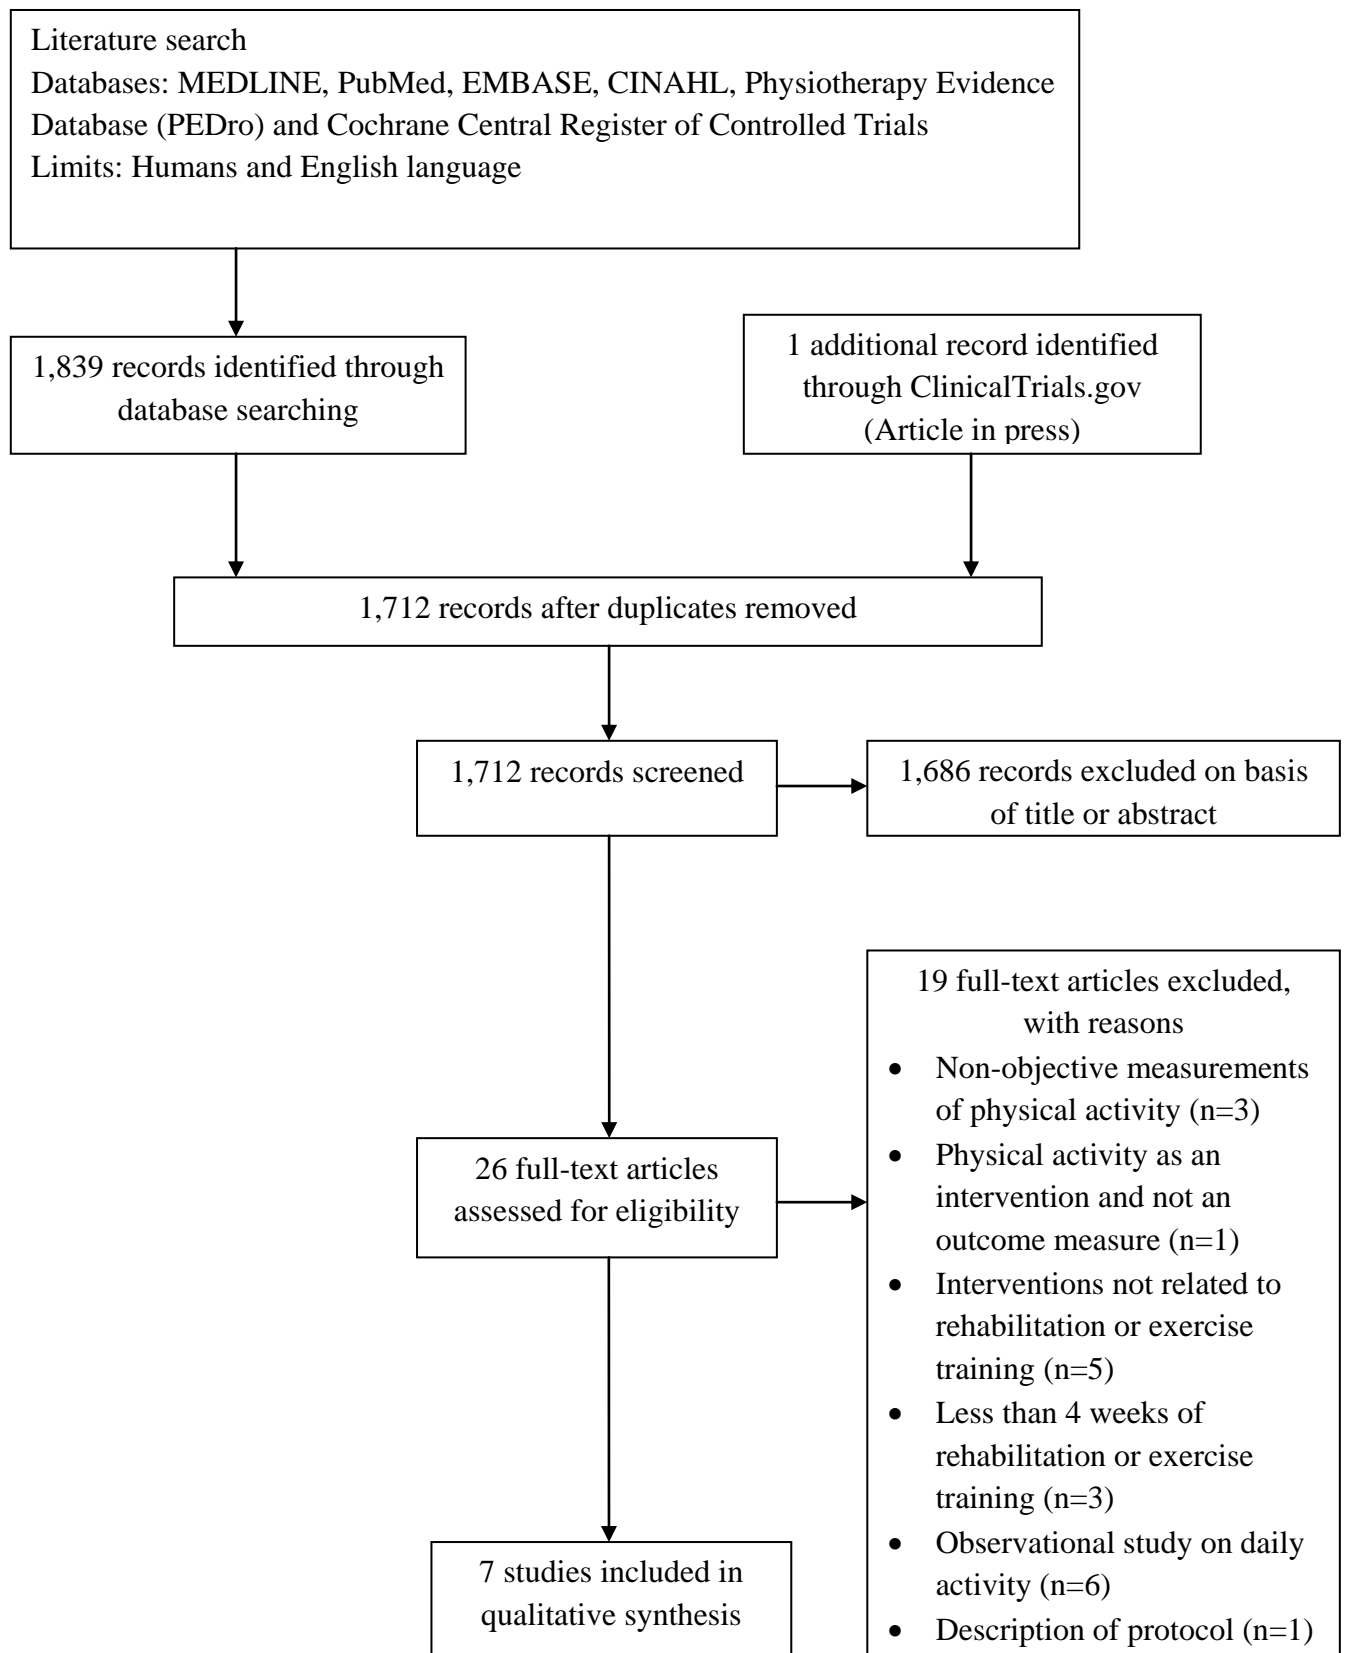 Literature search
Databases: MEDLINE, PubMed, EMBASE, CINAHL, Physiotherapy Evidence
Database (PEDro) and Cochrane Central Register of Controlled Trials
Limits: Humans and English language
1,839 records identified through
database searching
1 additional record identified
through ClinicalTrials.gov
(Article in press)
1,712 records after duplicates removed
1,712 records screened
1,686 records excluded on basis
of title or abstract
26 full-text articles
assessed for eligibility
19 full-text articles excluded,
with reasons
• Non-objective measurements
of physical activity (n=3)
• Physical activity as an
intervention and not an
outcome measure (n=1)
• Interventions not related to
rehabilitation or exercise
training (n=5)
• Less than 4 weeks of
rehabilitation or exercise
training (n=3)
• Observational study on daily
activity (n=6)
• Description of protocol (n=1)
7 studies included in
qualitative synthesis